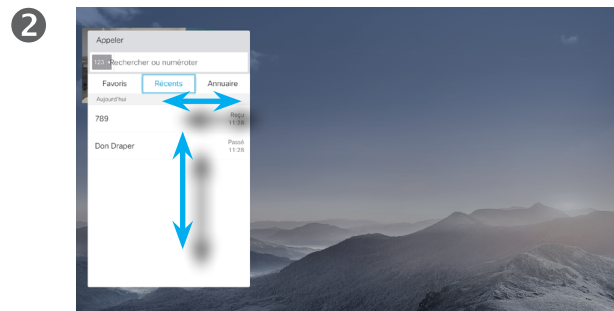 2
Appeler
123 Rechercher ou numéroter
Favoris Récents Annuaire
Aujourd'hui
789 Reçu
11:28
Don Draper Passé
11:28